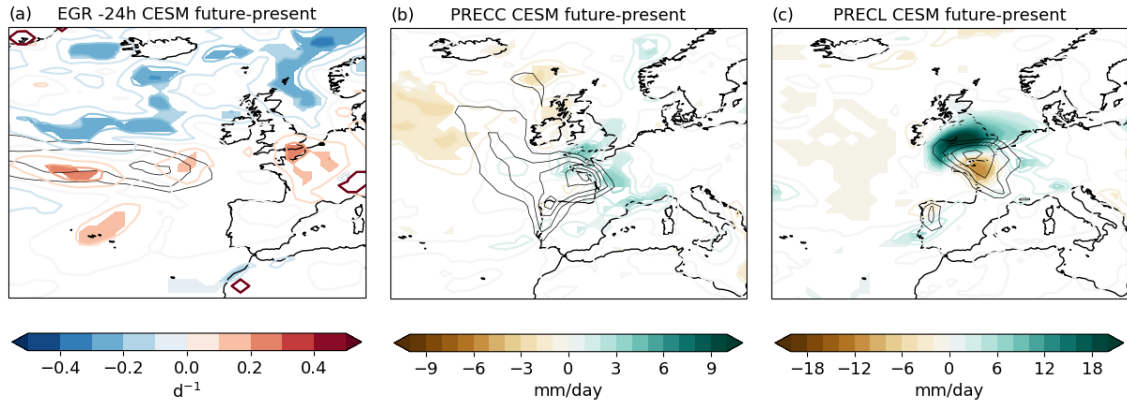 (a) EGR -24h CESM future-present
(b) PRECC CESM future-present
(c) PRECL CESM future-present
−0.4 −0.2 0.0 0.2 0.4
d⁻¹
−9 −6 −3 0 3 6 9
mm/day
−18 −12 −6 0 6 12 18
mm/day